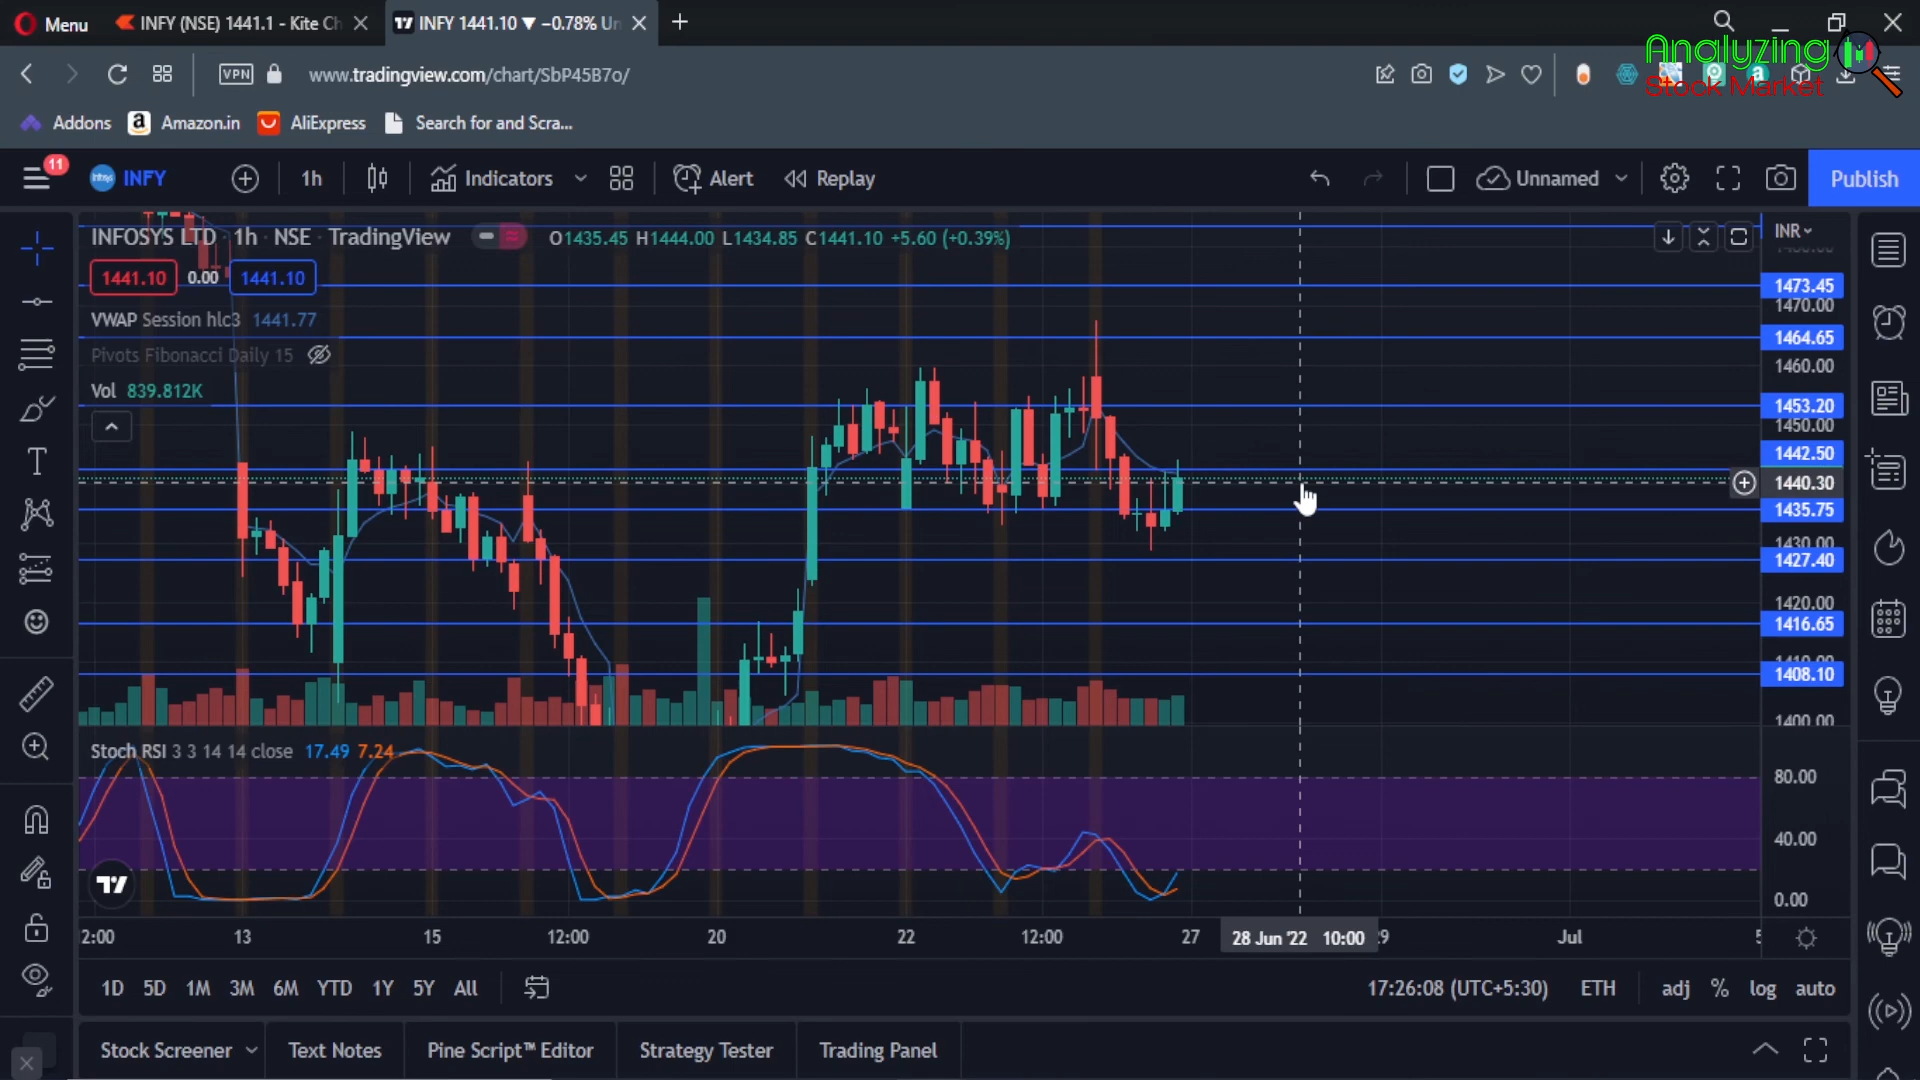 Menu
INFY (NSE) 1441.1 - Kite Ch
INFY 1441.10 ▼ −0.78% Un
Analyzing
Stock Market
VPN
www.tradingview.com/chart/SbP45B7o/
Addons
Amazon.in
AliExpress
Search for and Scra...
11
INFY
1h
Indicators
Alert
Replay
Unnamed
Publish
INFOSYS LTD · 1h · NSE · TradingView
O1435.45 H1444.00 L1434.85 C1441.10 +5.60 (+0.39%)
INR
1441.10
0.00
1441.10
1473.45
1470.00
VWAP Session hlc3 1441.77
1464.65
Pivots Fibonacci Daily 15
1460.00
Vol 839.812K
1453.20
1450.00
1442.50
1440.30
1435.75
1430.00
1427.40
1420.00
1416.65
1410.00
1408.10
1400.00
Stoch RSI 3 3 14 14 close 17.49 7.24
80.00
40.00
0.00
2:00
13
15
12:00
20
22
12:00
27
28 Jun '22 10:00
Jul
5
1D 5D 1M 3M 6M YTD 1Y 5Y All
17:26:08 (UTC+5:30)
ETH
adj % log auto
Stock Screener
Text Notes
Pine Script™ Editor
Strategy Tester
Trading Panel